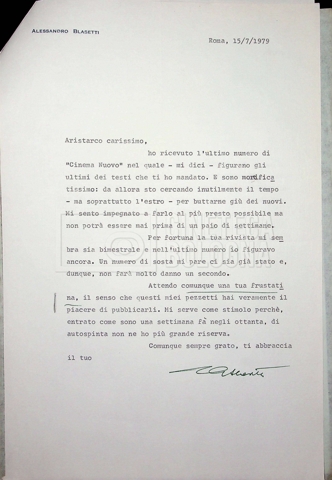 ALESSANDRO BLASETTI
Roma, 15/7/1979
Aristarco carissimo,
ho ricevuto l'ultimo numero di
"Cinema Nuovo" nel quale - mi dici - figurano gli
ultimi dei testi che ti ho mandato. E sono mortifica
tissimo: da allora sto cercando inutilmente il tempo
- ma soprattutto l'estro - per buttarne giù dei nuovi.
Mi sento impegnato a farlo al più presto possibile ma
non potrà essere mai prima di un paio di settimane.
Per fortuna la tua rivista mi sem
bra sia bimestrale e nell'ultimo numero io figuravo
ancora. Un numero di sosta mi pare ci sia già stato e,
dunque, non farà molto danno un secondo.
Attendo comunque una tua frustati
na, il senso che questi miei pezzetti hai veramente il
piacere di pubblicarli. Mi serve come stimolo perchè,
entrato come sono una settimana fà negli ottanta, di
autospinta non ne ho più grande riserva.
Comunque sempre grato, ti abbraccia
il tuo